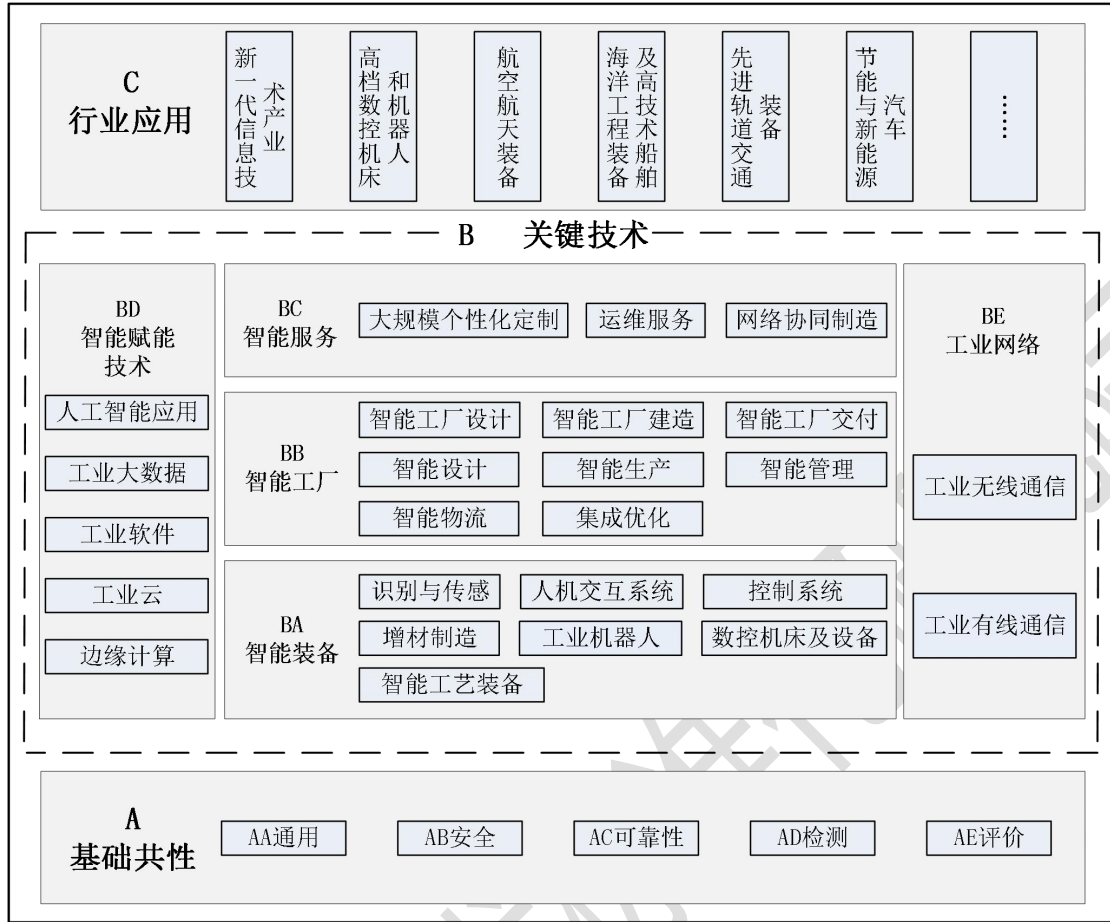 C
行业应用
新一代信息技
术产业
高档数控机床
和机器人
航空航天装备
海洋工程装备
及高技术船舶
先进轨道交通
装备
节能与新能源
汽车
……
B 关键技术
BD
智能赋能
技术
人工智能应用
工业大数据
工业软件
工业云
边缘计算
BC
智能服务
大规模个性化定制
运维服务
网络协同制造
BB
智能工厂
智能工厂设计
智能工厂建造
智能工厂交付
智能设计
智能生产
智能管理
智能物流
集成优化
BA
智能装备
识别与传感
人机交互系统
控制系统
增材制造
工业机器人
数控机床及设备
智能工艺装备
BE
工业网络
工业无线通信
工业有线通信
A
基础共性
AA通用
AB安全
AC可靠性
AD检测
AE评价